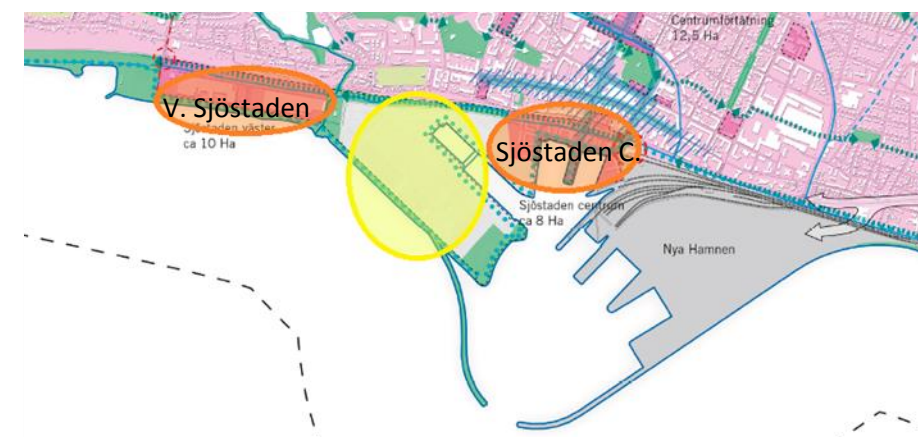 Centrumförtätning
12,5 Ha
V. Sjöstaden
Sjöstaden väster
ca 10 Ha
Sjöstaden C.
Sjöstaden centrum
ca 8 Ha
Nya Hamnen